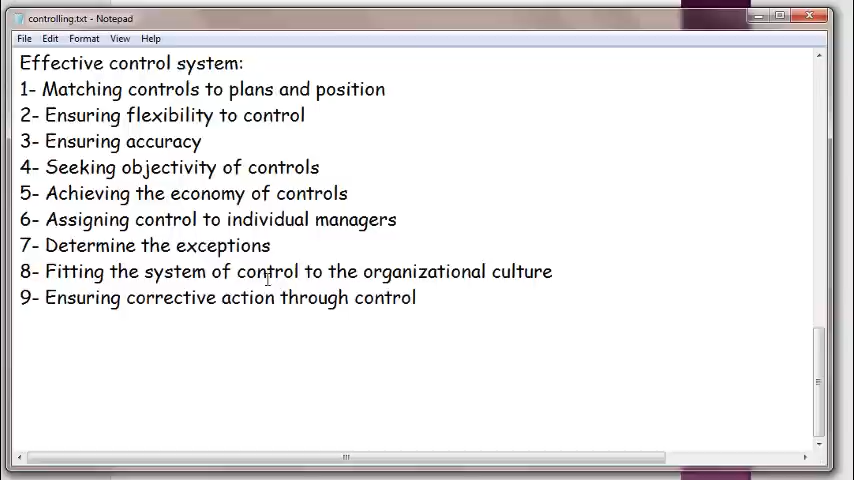 controlling.txt - Notepad
File Edit Format View Help
Effective control system:
1- Matching controls to plans and position
2- Ensuring flexibility to control
3- Ensuring accuracy
4- Seeking objectivity of controls
5- Achieving the economy of controls
6- Assigning control to individual managers
7- Determine the exceptions
8- Fitting the system of control to the organizational culture
9- Ensuring corrective action through control